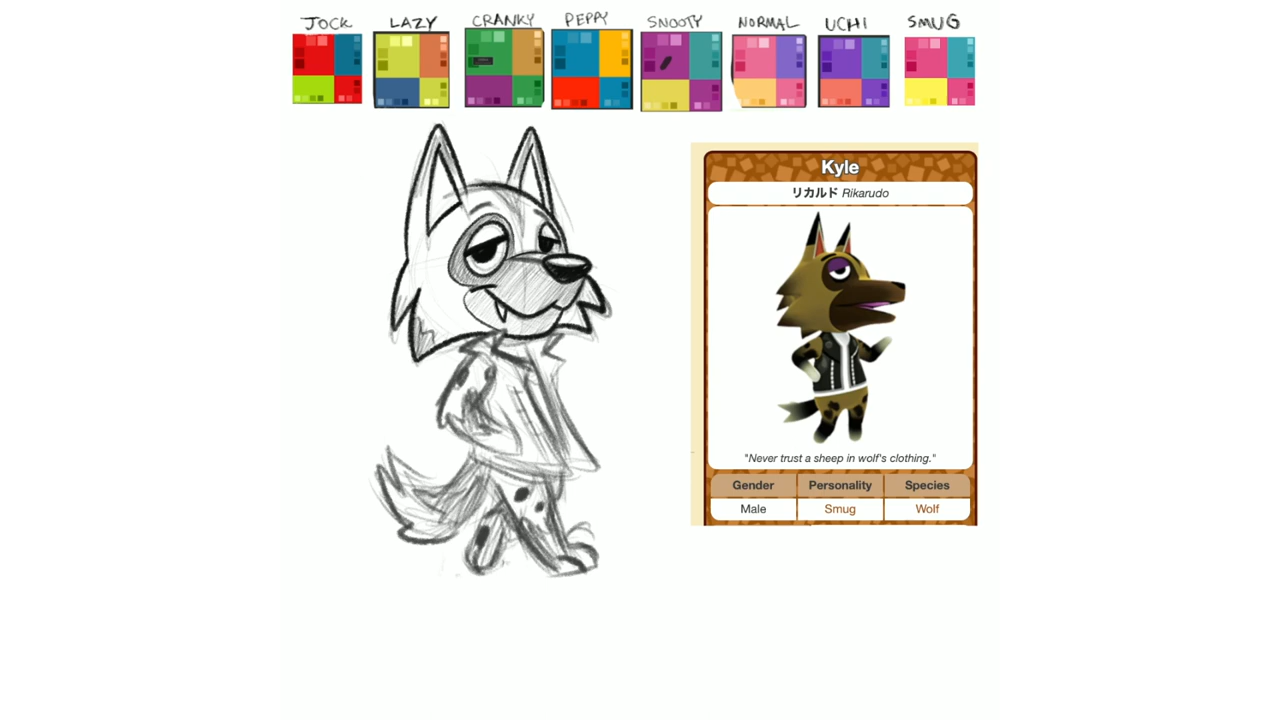 JOCK LAZY CRANKY PEPPY SNOOTY NORMAL UCHI SMUG
Kyle
リカルド Rikarudo
"Never trust a sheep in wolf's clothing."
Gender Personality Species
Male Smug Wolf